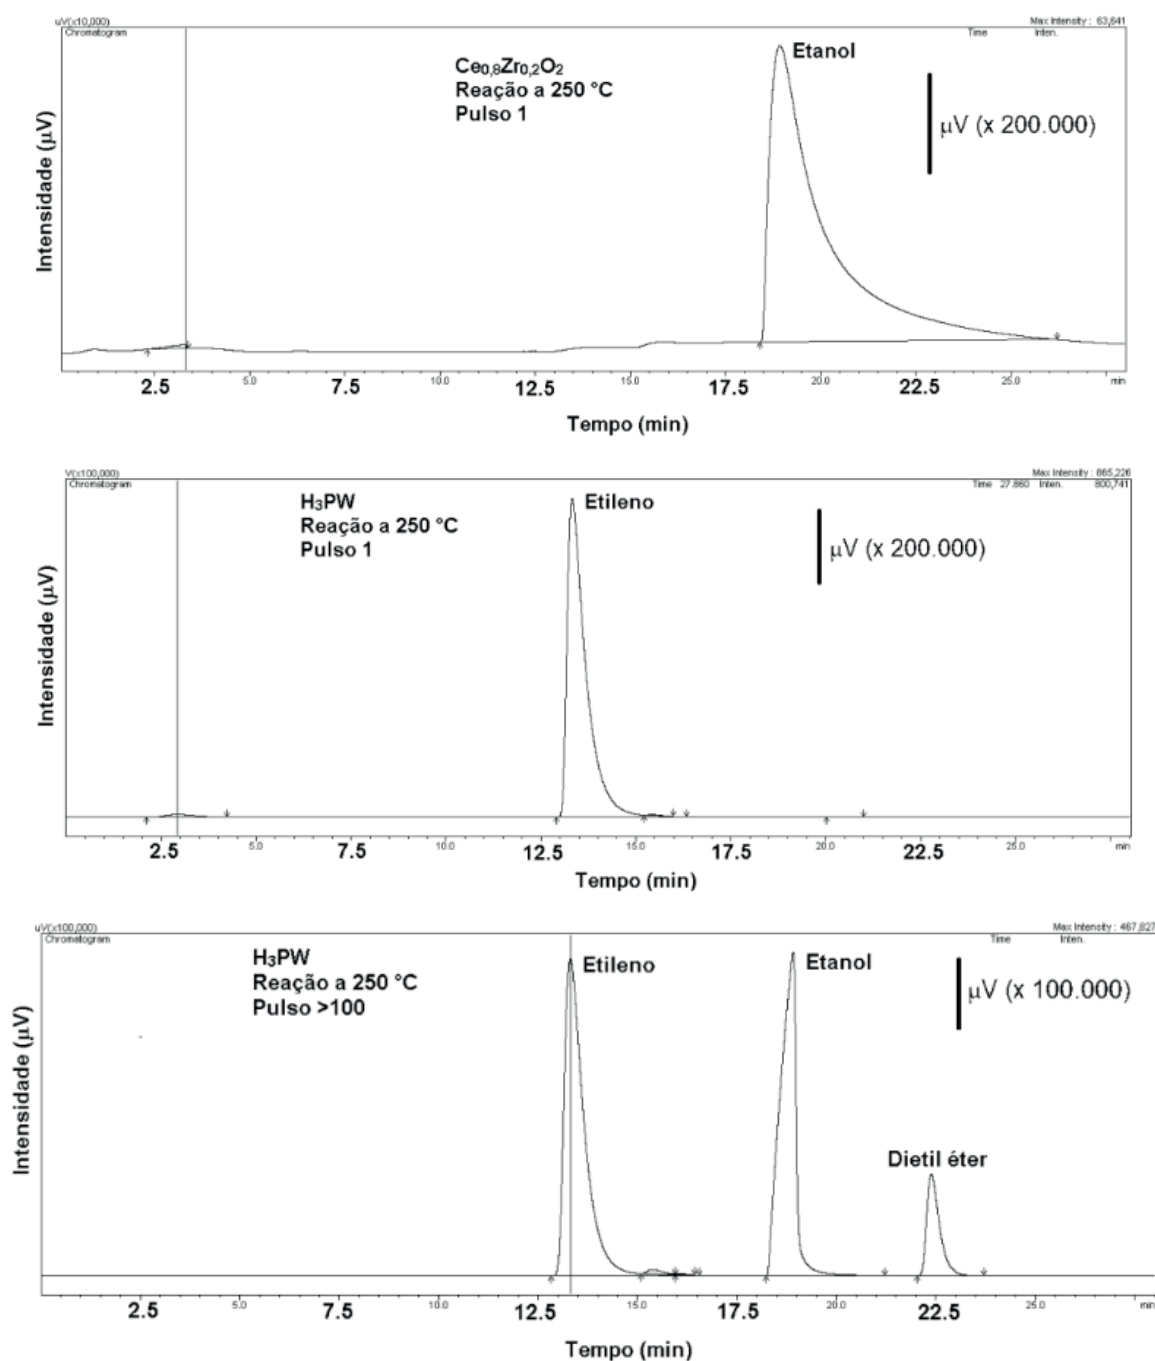 uV(x10,000)
Max Intensity : 63,641
Chromatogram
Time Inten.
Ce0,8Zr0,2O2
Reação a 250 °C
Pulso 1
Etanol
μV (x 200.000)
Intensidade (μV)
2.5 5.0 7.5 10.0 12.5 15.0 17.5 20.0 22.5 25.0 min
Tempo (min)
V(x100,000)
Max Intensity : 865,226
Chromatogram
Time 27.860 Inten. 800,741
H3PW
Reação a 250 °C
Pulso 1
Etileno
μV (x 200.000)
Intensidade (μV)
2.5 5.0 7.5 10.0 12.5 15.0 17.5 20.0 22.5 25.0 min
Tempo (min)
uV(x100,000)
Max Intensity : 467,827
Chromatogram
Time Inten.
H3PW
Reação a 250 °C
Pulso >100
Etileno
Etanol
Dietil éter
μV (x 100.000)
Intensidade (μV)
2.5 5.0 7.5 10.0 12.5 15.0 17.5 20.0 22.5 25.0 min
Tempo (min)